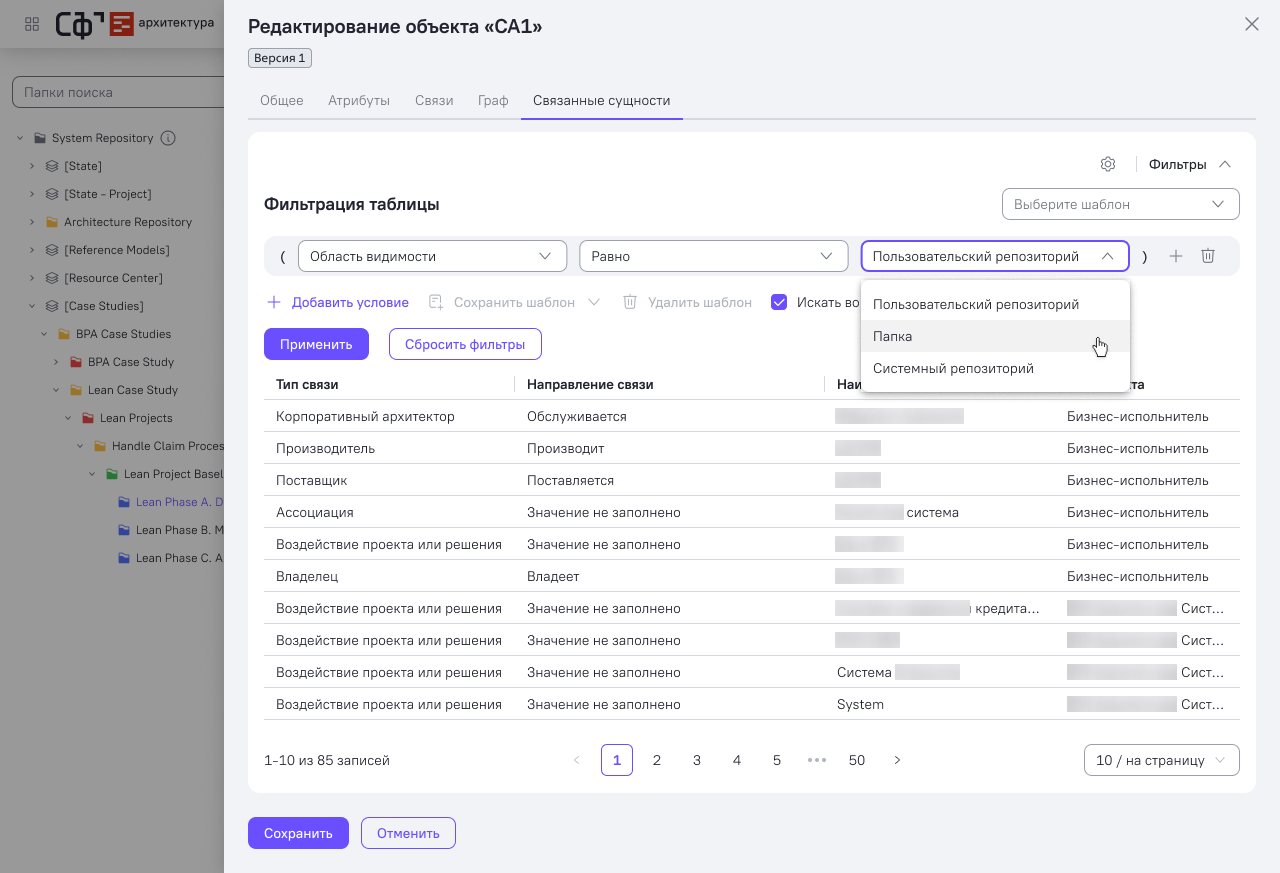 Сф
архитектура
Папки поиска
System Repository
[State]
[State - Project]
Architecture Repository
[Reference Models]
[Resource Center]
[Case Studies]
BPA Case Studies
BPA Case Study
Lean Case Study
Lean Projects
Handle Claim Proces
Lean Project Basel
Lean Phase A. D
Lean Phase B. M
Lean Phase C. A
Редактирование объекта «CA1»
Версия 1
Общее Атрибуты Связи Граф Связанные сущности
Фильтры
Фильтрация таблицы
Выберите шаблон
( Область видимости Равно Пользовательский репозиторий )
Добавить условие Сохранить шаблон Удалить шаблон Искать во
Пользовательский репозиторий
Папка
Системный репозиторий
Применить Сбросить фильтры
Тип связи Направление связи Наи та
Корпоративный архитектор Обслуживается Бизнес-испольнитель
Производитель Производит Бизнес-испольнитель
Поставщик Поставляется Бизнес-испольнитель
Ассоциация Значение не заполнено система Бизнес-испольнитель
Воздействие проекта или решения Значение не заполнено Бизнес-испольнитель
Владелец Владеет Бизнес-испольнитель
Воздействие проекта или решения Значение не заполнено кредита... Сист...
Воздействие проекта или решения Значение не заполнено Сист...
Воздействие проекта или решения Значение не заполнено Система Сист...
Воздействие проекта или решения Значение не заполнено System Сист...
1-10 из 85 записей
1 2 3 4 5 ••• 50
10 / на страницу
Сохранить Отменить